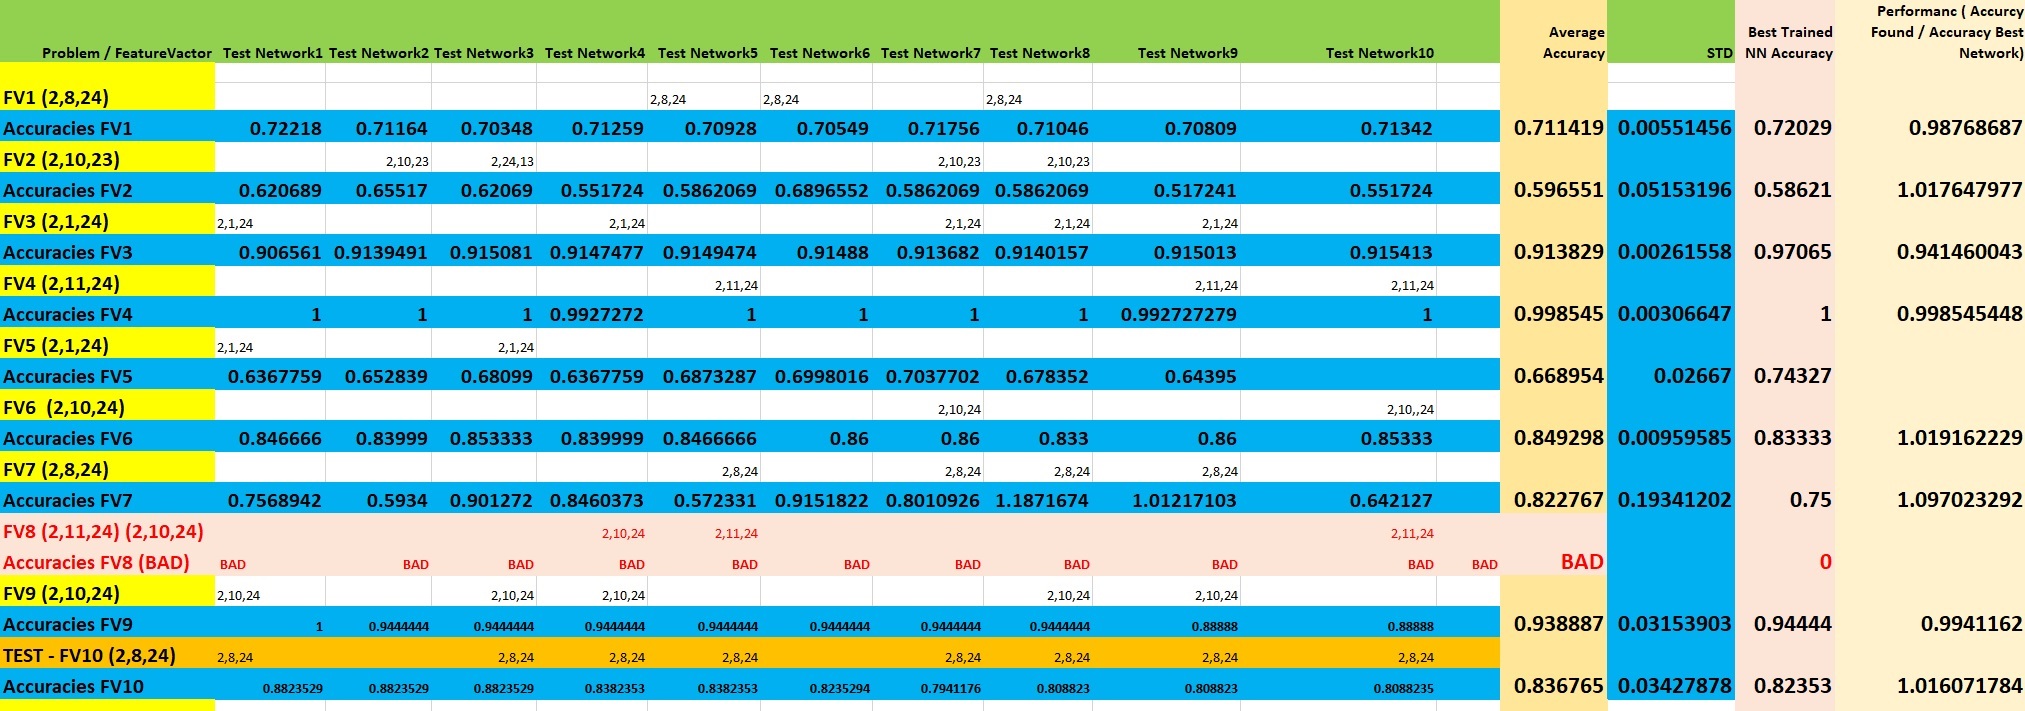 Problem / FeatureVactor Test Network1 Test Network2 Test Network3 Test Network4 Test Network5 Test Network6 Test Network7 Test Network8 Test Network9 Test Network10 Average Accuracy STD Best Trained NN Accuracy Performanc ( Accurcy Found / Accuracy Best Network)
FV1 (2,8,24) 2,8,24 2,8,24 2,8,24
Accuracies FV1 0.72218 0.71164 0.70348 0.71259 0.70928 0.70549 0.71756 0.71046 0.70809 0.71342 0.711419 0.00551456 0.72029 0.98768687
FV2 (2,10,23) 2,10,23 2,24,13 2,10,23 2,10,23
Accuracies FV2 0.620689 0.65517 0.62069 0.551724 0.5862069 0.6896552 0.5862069 0.5862069 0.517241 0.551724 0.596551 0.05153196 0.58621 1.017647977
FV3 (2,1,24) 2,1,24 2,1,24 2,1,24 2,1,24 2,1,24
Accuracies FV3 0.906561 0.9139491 0.915081 0.9147477 0.9149474 0.91488 0.913682 0.9140157 0.915013 0.915413 0.913829 0.00261558 0.97065 0.941460043
FV4 (2,11,24) 2,11,24 2,11,24 2,11,24
Accuracies FV4 1 1 1 0.9927272 1 1 1 1 0.992727279 1 0.998545 0.00306647 1 0.998545448
FV5 (2,1,24) 2,1,24 2,1,24
Accuracies FV5 0.6367759 0.652839 0.68099 0.6367759 0.6873287 0.6998016 0.7037702 0.678352 0.64395 0.668954 0.02667 0.74327
FV6  (2,10,24) 2,10,24 2,10,,24
Accuracies FV6 0.846666 0.83999 0.853333 0.839999 0.8466666 0.86 0.86 0.833 0.86 0.85333 0.849298 0.00959585 0.83333 1.019162229
FV7 (2,8,24) 2,8,24 2,8,24 2,8,24 2,8,24
Accuracies FV7 0.7568942 0.5934 0.901272 0.8460373 0.572331 0.9151822 0.8010926 1.1871674 1.01217103 0.642127 0.822767 0.19341202 0.75 1.097023292
FV8 (2,11,24) (2,10,24) 2,10,24 2,11,24 2,11,24
Accuracies FV8 (BAD) BAD BAD BAD BAD BAD BAD BAD BAD BAD BAD BAD BAD 0
FV9 (2,10,24) 2,10,24 2,10,24 2,10,24 2,10,24 2,10,24
Accuracies FV9 1 0.9444444 0.9444444 0.9444444 0.9444444 0.9444444 0.9444444 0.9444444 0.88888 0.88888 0.938887 0.03153903 0.94444 0.9941162
TEST - FV10 (2,8,24) 2,8,24 2,8,24 2,8,24 2,8,24 2,8,24 2,8,24 2,8,24 2,8,24
Accuracies FV10 0.8823529 0.8823529 0.8823529 0.8382353 0.8382353 0.8235294 0.7941176 0.808823 0.808823 0.8088235 0.836765 0.03427878 0.82353 1.016071784